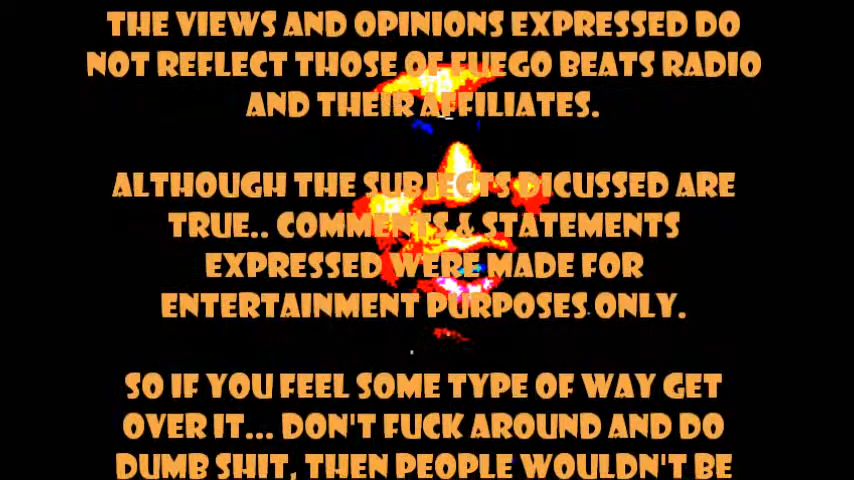 THE VIEWS AND OPINIONS EXPRESSED DO
NOT REFLECT THOSE OF FUEGO BEATS RADIO
AND THEIR AFFILIATES.
ALTHOUGH THE SUBJECTS DICUSSED ARE
TRUE.. COMMENTS & STATEMENTS
EXPRESSED WERE MADE FOR
ENTERTAINMENT PURPOSES ONLY.
SO IF YOU FEEL SOME TYPE OF WAY GET
OVER IT... DON'T FUCK AROUND AND DO
DUMB SHIT, THEN PEOPLE WOULDN'T BE